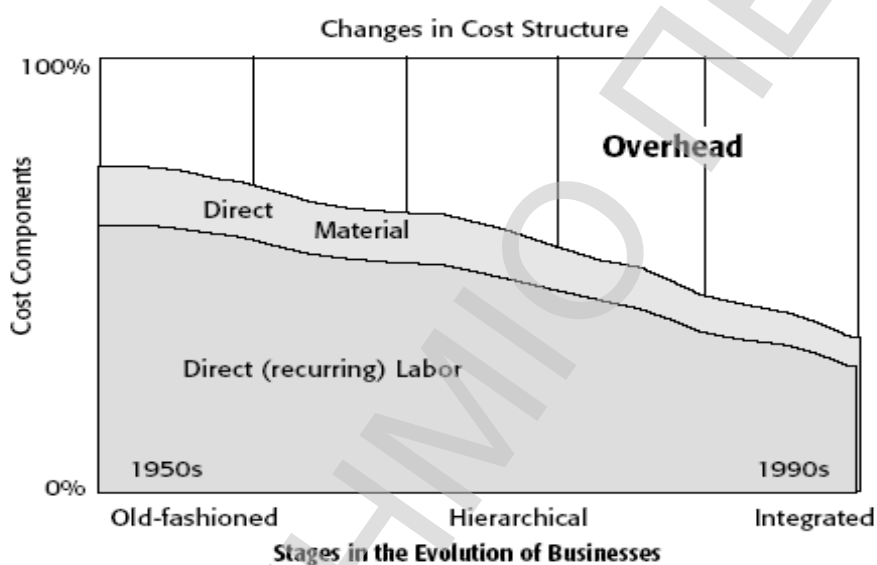 Changes in Cost Structure
100%
Overhead
Cost Components
Direct
Material
Direct (recurring) Labor
1950s
1990s
0%
Old-fashioned Hierarchical Integrated
Stages in the Evolution of Businesses